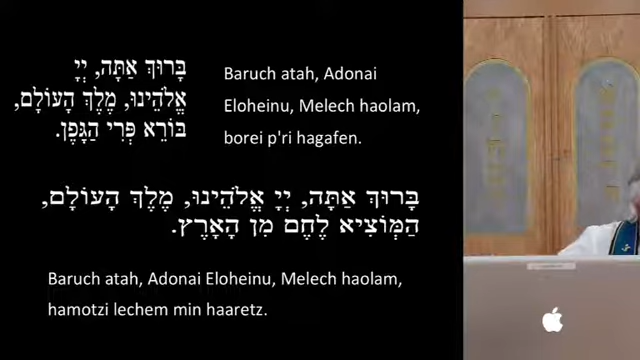 בָּרוּךְ אַתָּה, יְיָ
אֱלֹהֵינוּ, מֶלֶךְ הָעוֹלָם,
בּוֹרֵא פְּרִי הַגָּפֶן.
Baruch atah, Adonai
Eloheinu, Melech haolam,
borei p'ri hagafen.
בָּרוּךְ אַתָּה, יְיָ אֱלֹהֵינוּ, מֶלֶךְ הָעוֹלָם,
הַמּוֹצִיא לֶחֶם מִן הָאָרֶץ.
Baruch atah, Adonai Eloheinu, Melech haolam,
hamotzi lechem min haaretz.